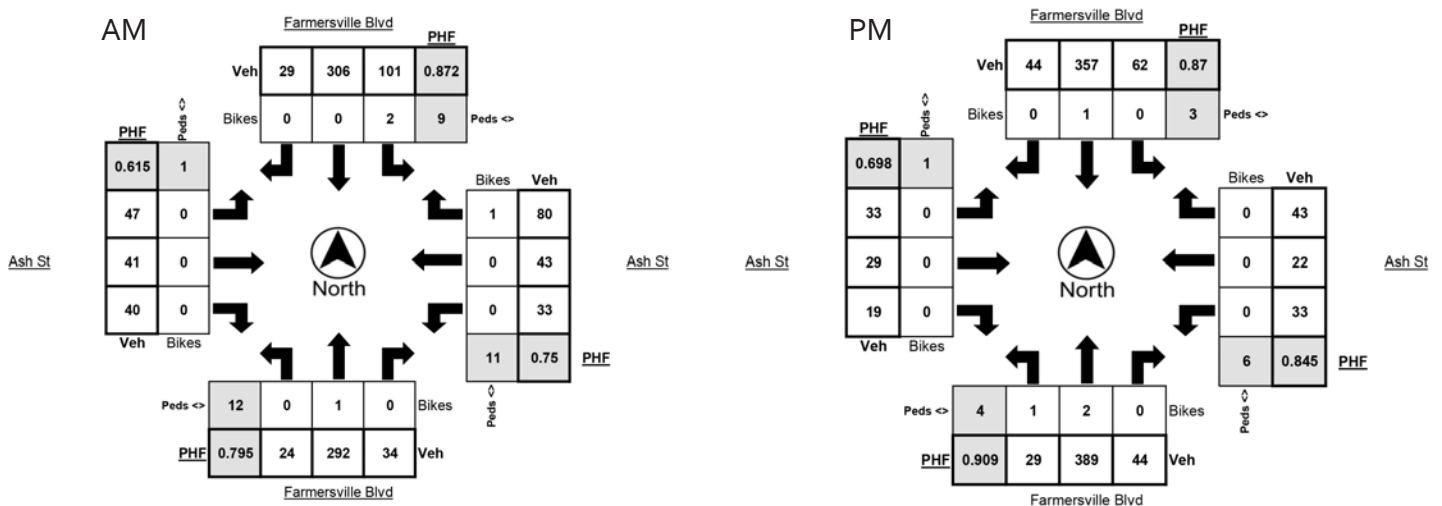 AM
Farmersville Blvd
PHF
Veh 29 306 101 0.872
Bikes 0 0 2 9 Peds <>
PHF Peds <>
0.615 1
47 0
41 0
40 0
Veh Bikes
Ash St
North
Bikes Veh
1 80
0 43
0 33
11 0.75 PHF
Peds <>
Ash St
Peds <> 12 0 1 0 Bikes
PHF 0.795 24 292 34 Veh
Farmersville Blvd
PM
Farmersville Blvd
PHF
Veh 44 357 62 0.87
Bikes 0 1 0 3 Peds <>
PHF Peds <>
0.698 1
33 0
29 0
19 0
Veh Bikes
Ash St
North
Bikes Veh
0 43
0 22
0 33
6 0.845 PHF
Peds <>
Ash St
Peds <> 4 1 2 0 Bikes
PHF 0.909 29 389 44 Veh
Farmersville Blvd